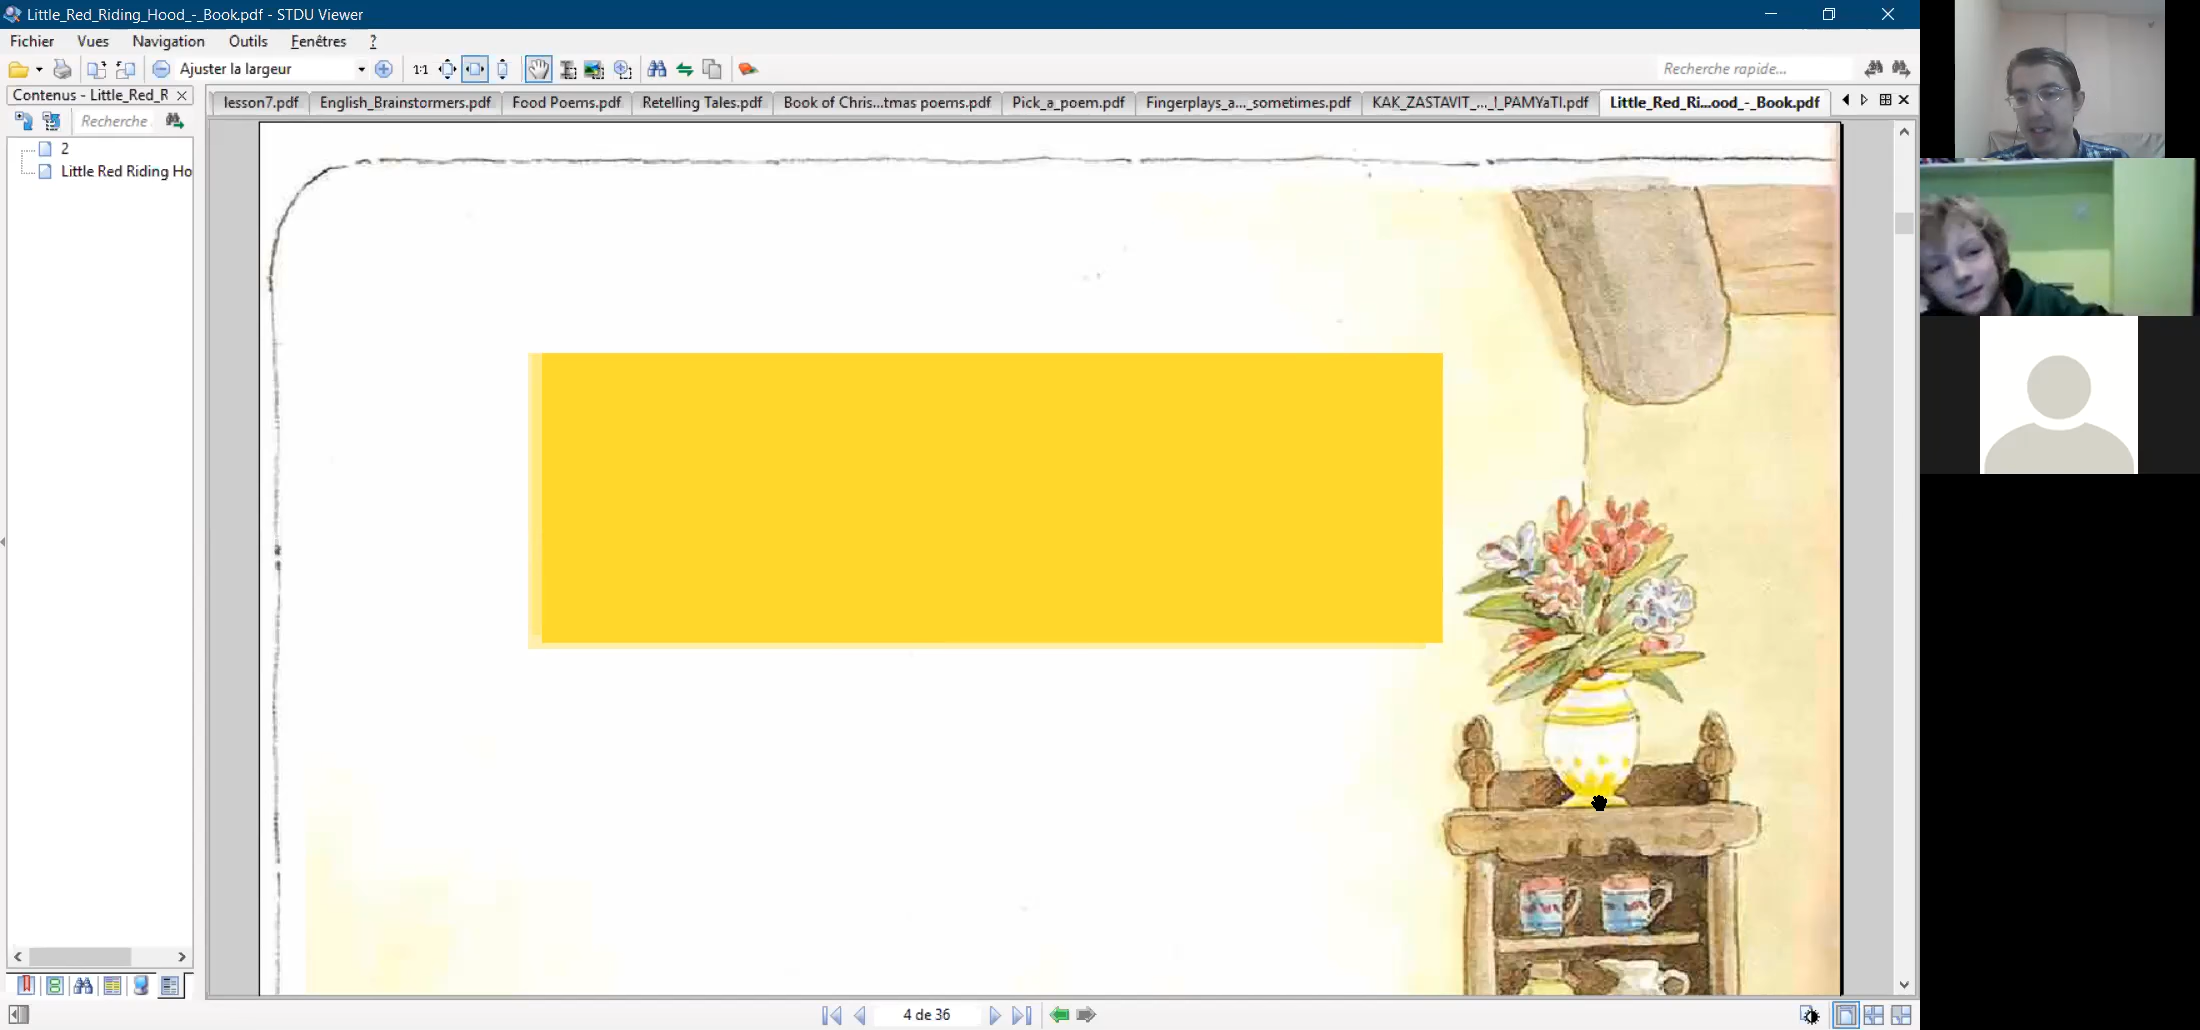 Little_Red_Riding_Hood_-_Book.pdf - STDU Viewer
Fichier Vues Navigation Outils Fenêtres ?
Ajuster la largeur 1:1 Recherche rapide...
Contenus - Little_Red_R
lesson7.pdf English_Brainstormers.pdf Food Poems.pdf Retelling Tales.pdf Book of Chris...tmas poems.pdf Pick_a_poem.pdf Fingerplays_a..._sometimes.pdf KAK_ZASTAVIT_..._!_PAMYaTI.pdf Little_Red_Ri...ood_-_Book.pdf
Recherche
2
Little Red Riding Ho
4 de 36